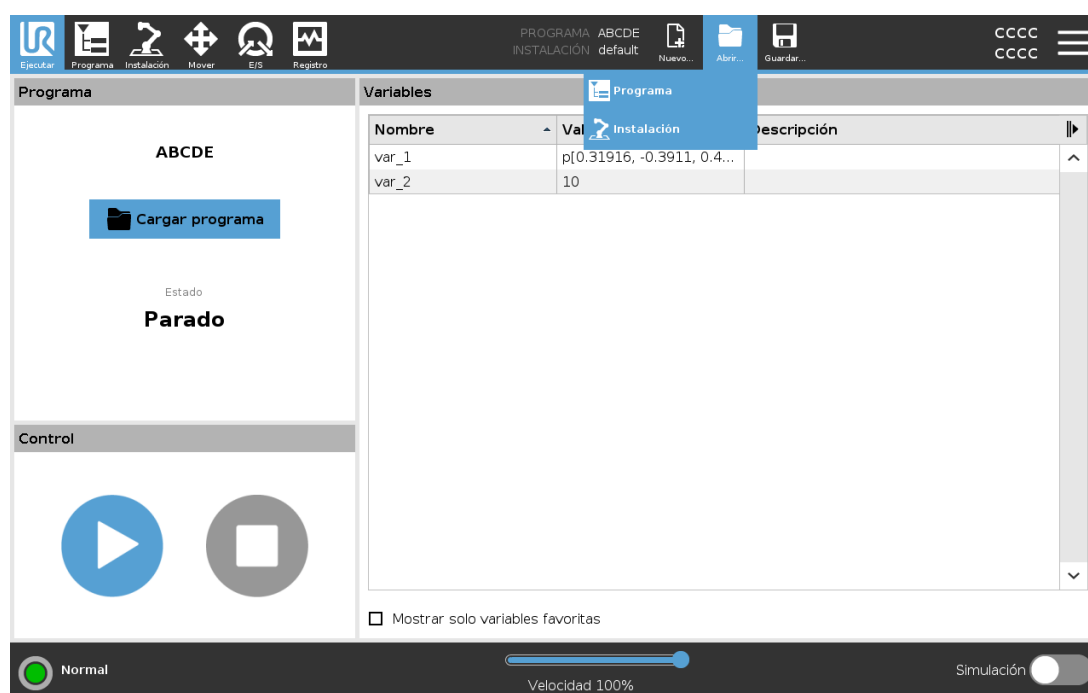 UR
Ejecutar Programa Instalación Mover E/S Registro
PROGRAMA ABCDE
INSTALACIÓN default
Nuevo... Abrir... Guardar...
CCCC
CCCC
Programa
Instalación
Programa
ABCDE
Cargar programa
Estado
Parado
Control
Variables
Nombre Val Descripción
var_1 p[0.31916, -0.3911, 0.4...
var_2 10
Mostrar solo variables favoritas
Normal
Velocidad 100%
Simulación